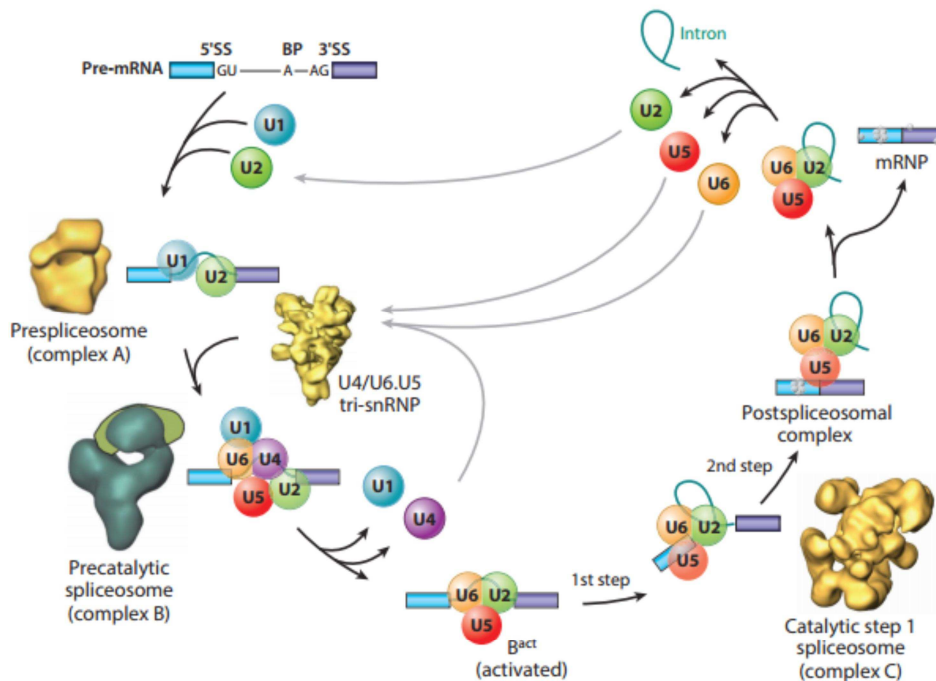 5'SS BP 3'SS
Pre-mRNA GU A AG
U1
U2
Intron
U2
U5
U6
U6 U2
U5
mRNP
U1
U2
Prespliceosome
(complex A)
U4/U6.U5
tri-snRNP
U6 U2
U5
Postspliceosomal
complex
U1
U6 U4
U5 U2
U1
U4
Precatalytic
spliceosome
(complex B)
U6 U2
U5
Bact
(activated)
1st step
U6 U2
U5
2nd step
Catalytic step 1
spliceosome
(complex C)